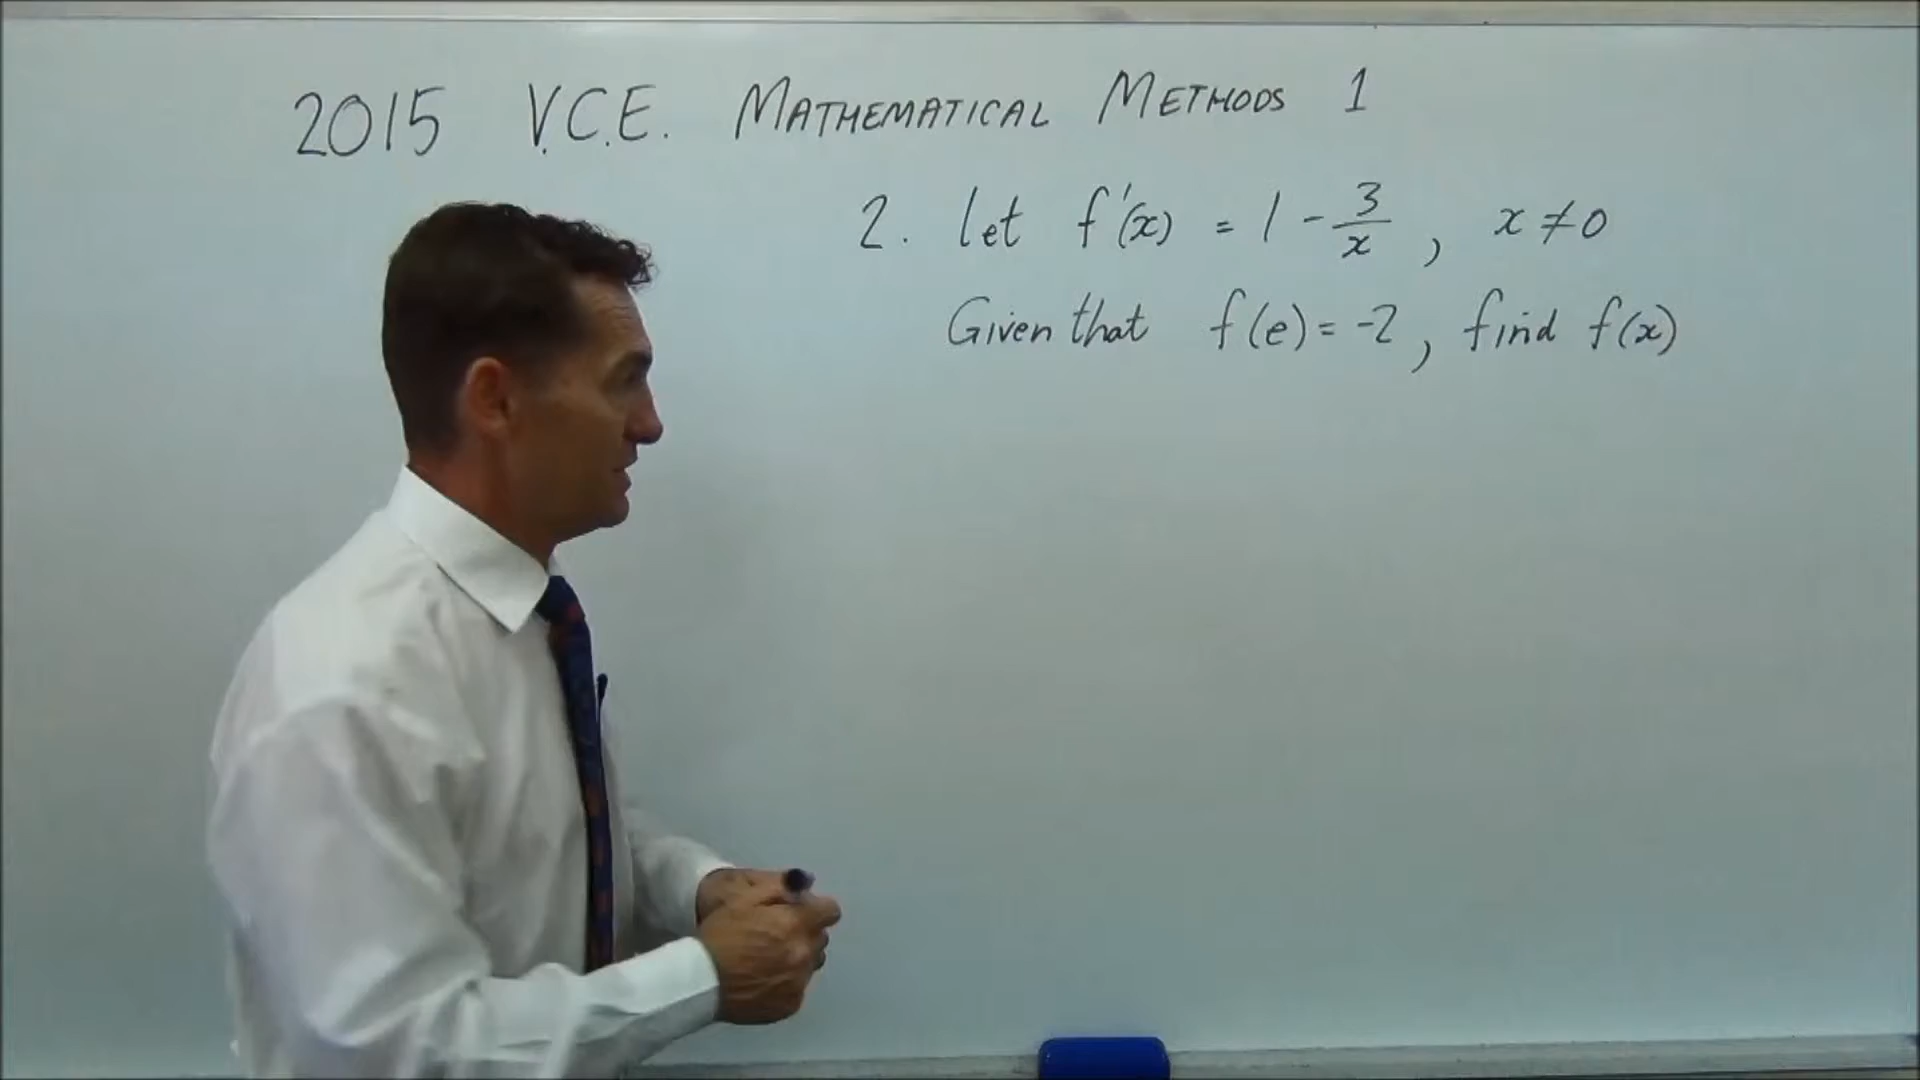 2015 V.C.E. MATHEMATICAL METHODS 1
2. let f'(x) = 1 - 3/x , x ≠ 0
Given that f(e) = -2 , find f(x)